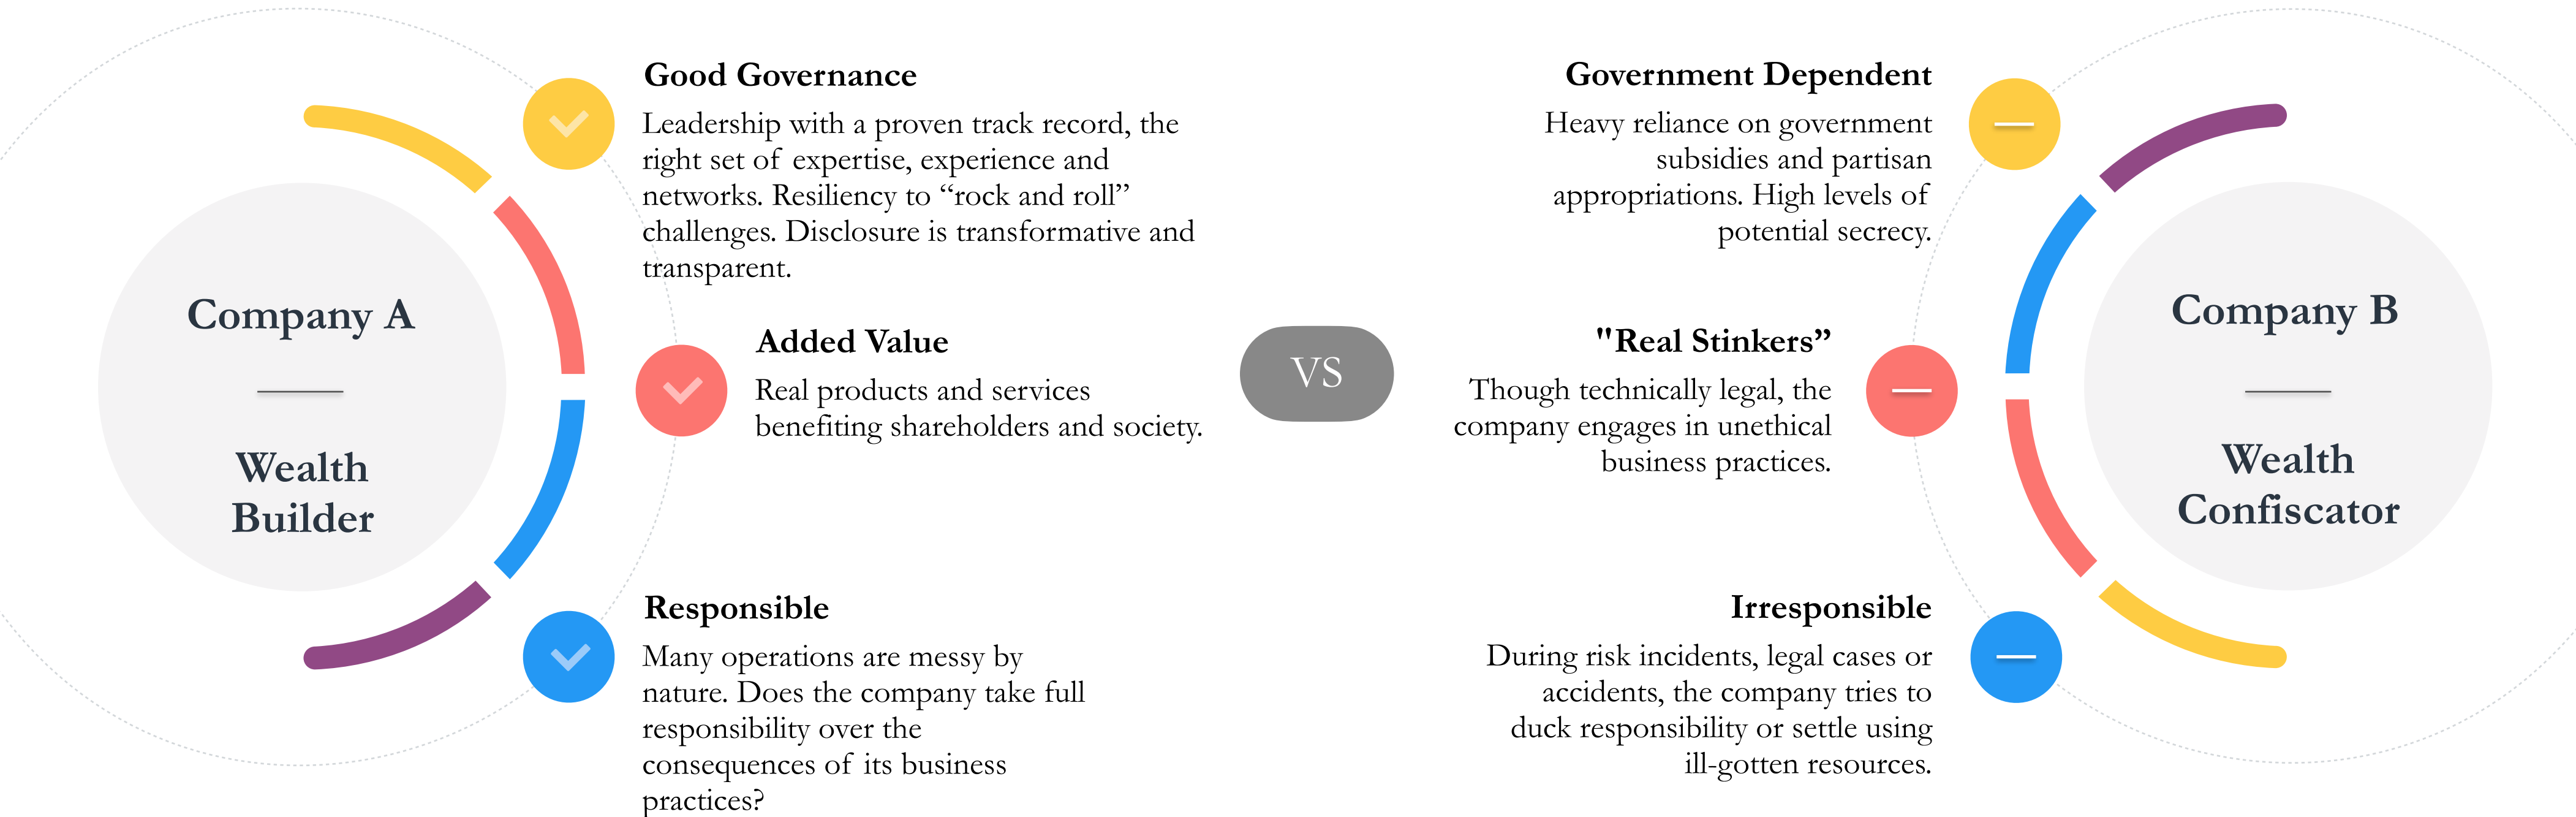 Company A
Wealth
Builder
Good Governance
Leadership with a proven track record, the
right set of expertise, experience and
networks. Resiliency to “rock and roll”
challenges. Disclosure is transformative and
transparent.
Added Value
Real products and services
benefiting shareholders and society.
Responsible
Many operations are messy by
nature. Does the company take full
responsibility over the
consequences of its business
practices?
VS
Government Dependent
Heavy reliance on government
subsidies and partisan
appropriations. High levels of
potential secrecy.
"Real Stinkers”
Though technically legal, the
company engages in unethical
business practices.
Irresponsible
During risk incidents, legal cases or
accidents, the company tries to
duck responsibility or settle using
ill-gotten resources.
Company B
Wealth
Confiscator